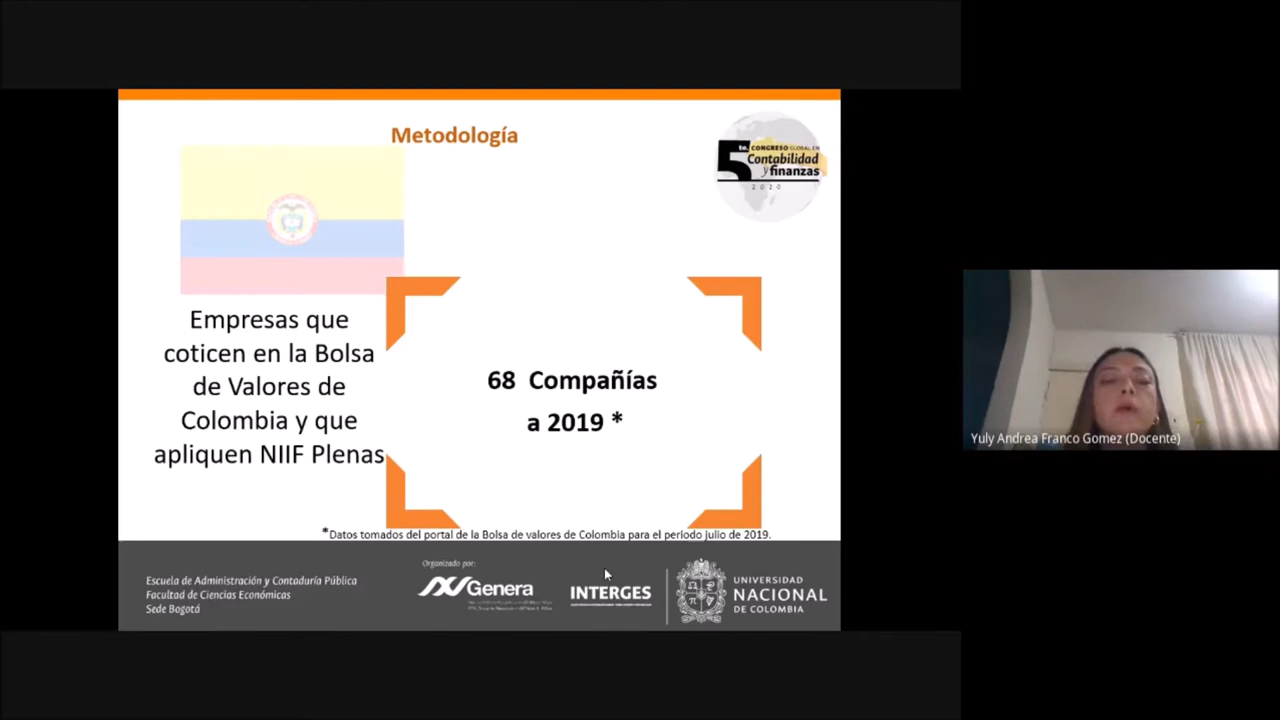 Metodología
5to. CONGRESO GLOBAL EN
Contabilidad
y finanzas
2020
Empresas que
coticen en la Bolsa
de Valores de
Colombia y que
apliquen NIIF Plenas
68 Compañías
a 2019 *
*Datos tomados del portal de la Bolsa de valores de Colombia para el período julio de 2019.
Yuly Andrea Franco Gomez (Docente)
Escuela de Administración y Contaduría Pública
Facultad de Ciencias Económicas
Sede Bogotá
Organizado por:
Genera
INTERGES
UNIVERSIDAD
NACIONAL
DE COLOMBIA